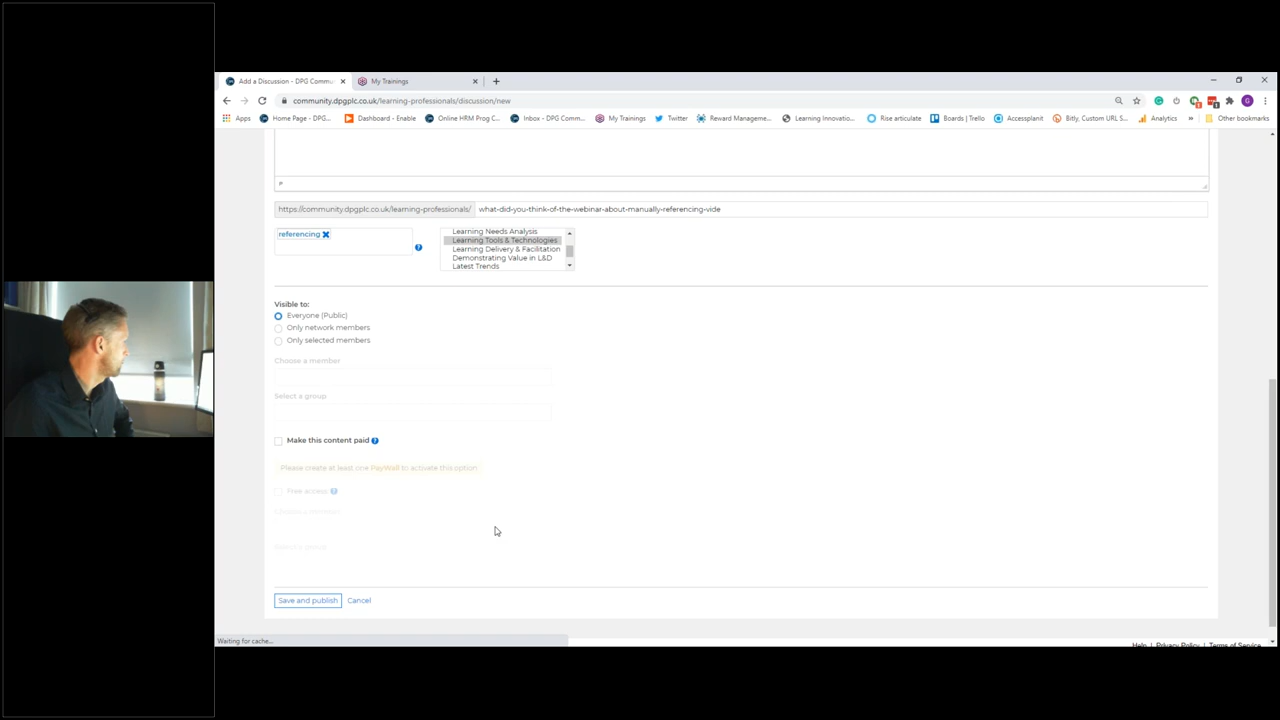 Add a Discussion - DPG Commu
My Trainings
community.dpgplc.co.uk/learning-professionals/discussion/new
Apps
Home Page - DPG...
Dashboard - Enable
Online HRM Prog C...
Inbox - DPG Comm...
My Trainings
Twitter
Reward Manageme...
Learning Innovatio...
Rise articulate
Boards | Trello
Accessplanit
Bitly, Custom URL S...
Analytics
»
Other bookmarks
P
https://community.dpgplc.co.uk/learning-professionals/ what-did-you-think-of-the-webinar-about-manually-referencing-vide
referencing
Learning Needs Analysis
Learning Tools & Technologies
Learning Delivery & Facilitation
Demonstrating Value in L&D
Latest Trends
Visible to:
Everyone (Public)
Only network members
Only selected members
Choose a member
Select a group
Make this content paid
Please create at least one PayWall to activate this option
Free access
Choose a member
Select a group
Save and publish Cancel
Waiting for cache...
Help | Privacy Policy | Terms of Service